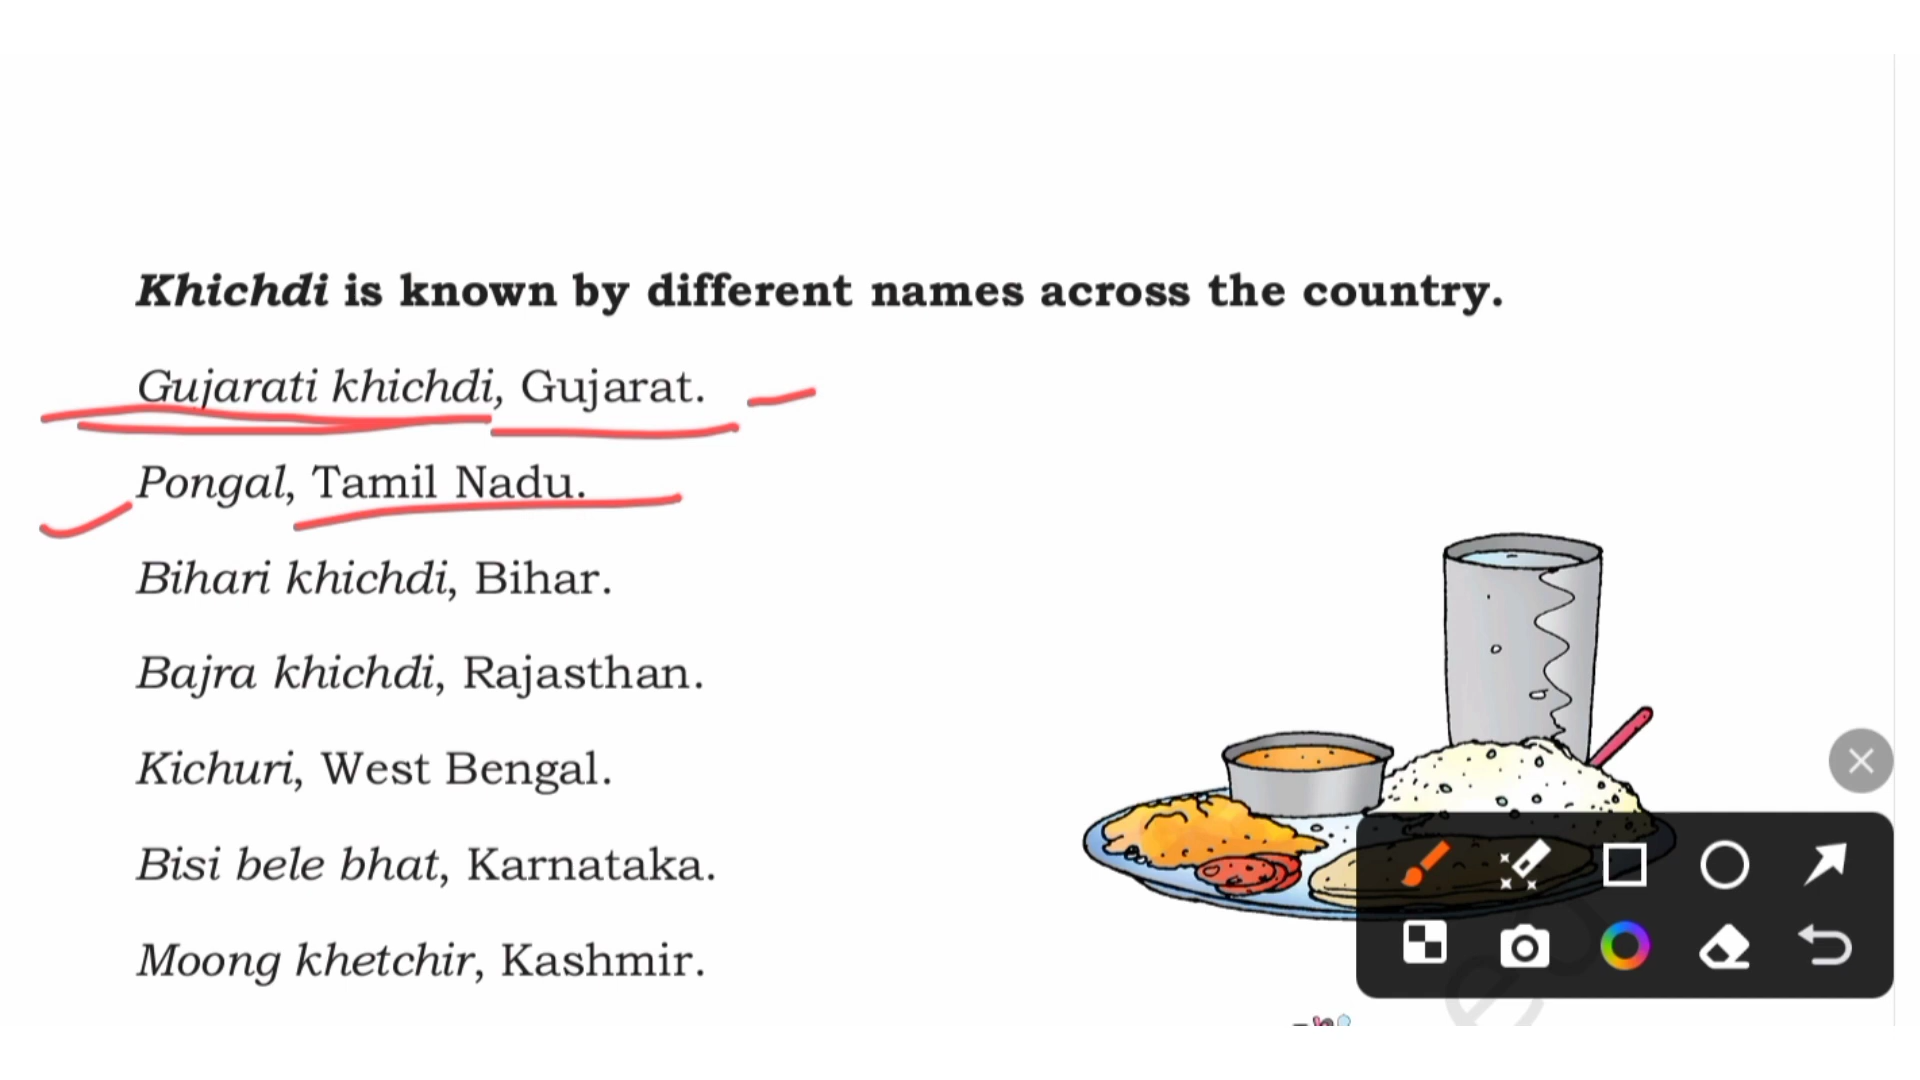 Khichdi is known by different names across the country.
Gujarati khichdi, Gujarat.
Pongal, Tamil Nadu.
Bihari khichdi, Bihar.
Bajra khichdi, Rajasthan.
Kichuri, West Bengal.
Bisi bele bhat, Karnataka.
Moong khetchir, Kashmir.